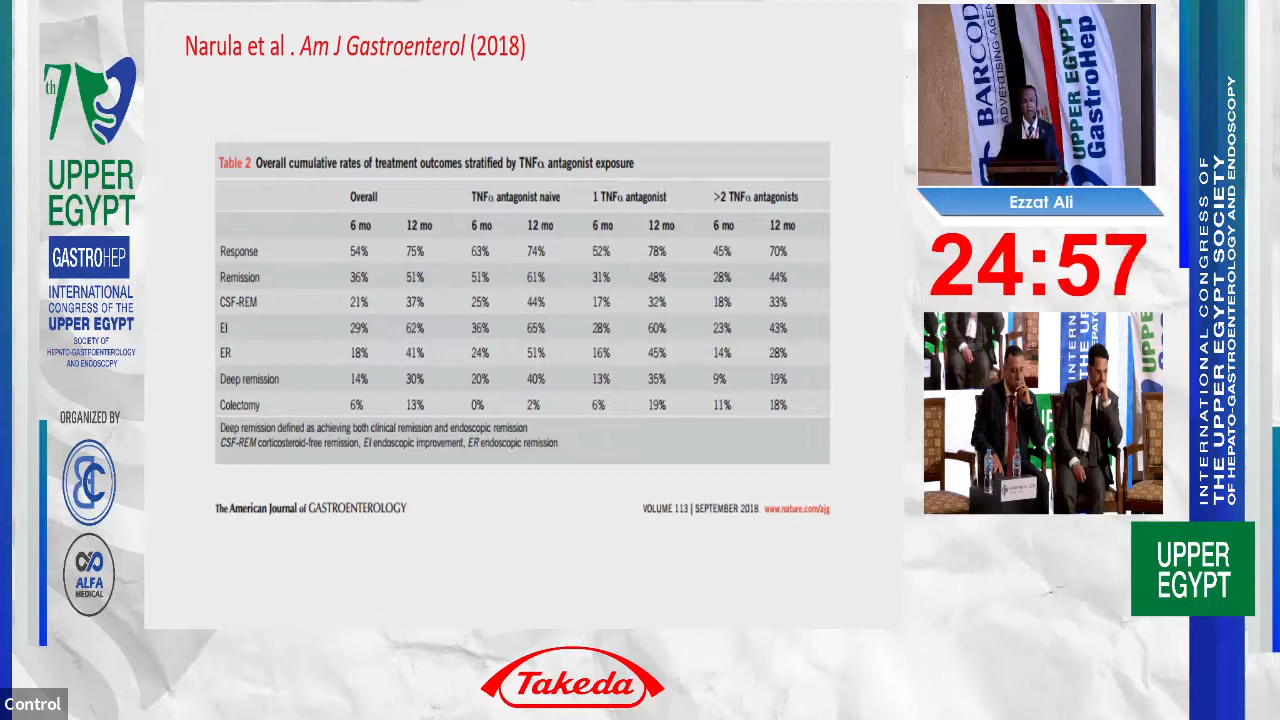 Narula et al . Am J Gastroenterol (2018)
7th
UPPER
EGYPT
GASTROHEP
INTERNATIONAL
CONGRESS OF THE
UPPER EGYPT
SOCIETY OF
HEPATO-GASTROENTEROLOGY
AND ENDOSCOPY
ORGANIZED BY
ALFA
MEDICAL
Table 2 Overall cumulative rates of treatment outcomes stratified by TNFα antagonist exposure
Overall TNFα antagonist naive 1 TNFα antagonist >2 TNFα antagonists
6 mo 12 mo 6 mo 12 mo 6 mo 12 mo 6 mo 12 mo
Response 54% 75% 63% 74% 52% 78% 45% 70%
Remission 36% 51% 51% 61% 31% 48% 28% 44%
CSF-REM 21% 37% 25% 44% 17% 32% 18% 33%
EI 29% 62% 36% 65% 28% 60% 23% 43%
ER 18% 41% 24% 51% 16% 45% 14% 28%
Deep remission 14% 30% 20% 40% 13% 35% 9% 19%
Colectomy 6% 13% 0% 2% 6% 19% 11% 18%
Deep remission defined as achieving both clinical remission and endoscopic remission
CSF-REM corticosteroid-free remission, EI endoscopic improvement, ER endoscopic remission
The American Journal of GASTROENTEROLOGY
VOLUME 113 | SEPTEMBER 2018 www.nature.com/ajg
BARCOD
ADVERTISING AGEN
UPPER EGYPT
GastroHep
Ezzat Ali
24:57
INTERNATIONAL CONGRESS OF
THE UPPER EGYPT SOCIETY
OF HEPATO-GASTROENTEROLOGY AND ENDOSCOPY
UPPER
EGYPT
Takeda
Control